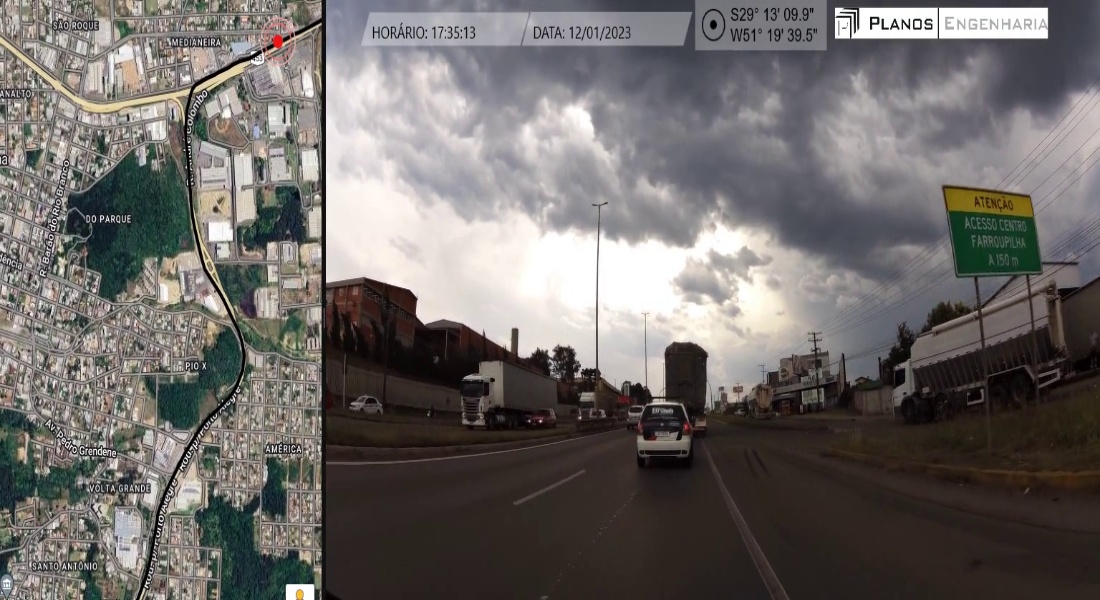 SÃO ROQUE
MEDIANEIRA
DO PARQUE
R Barão do Rio Branco
PIO X
Av. Pedro Grendene
AMÉRICA
VOLTA GRANDE
SANTO ANTÔNIO
HORÁRIO: 17:35:13
DATA: 12/01/2023
S29° 13' 09.9"
W51° 19' 39.5"
PLANOS ENGENHARIA
ATENÇÃO
ACESSO CENTRO
FARROUPILHA
A 150 m